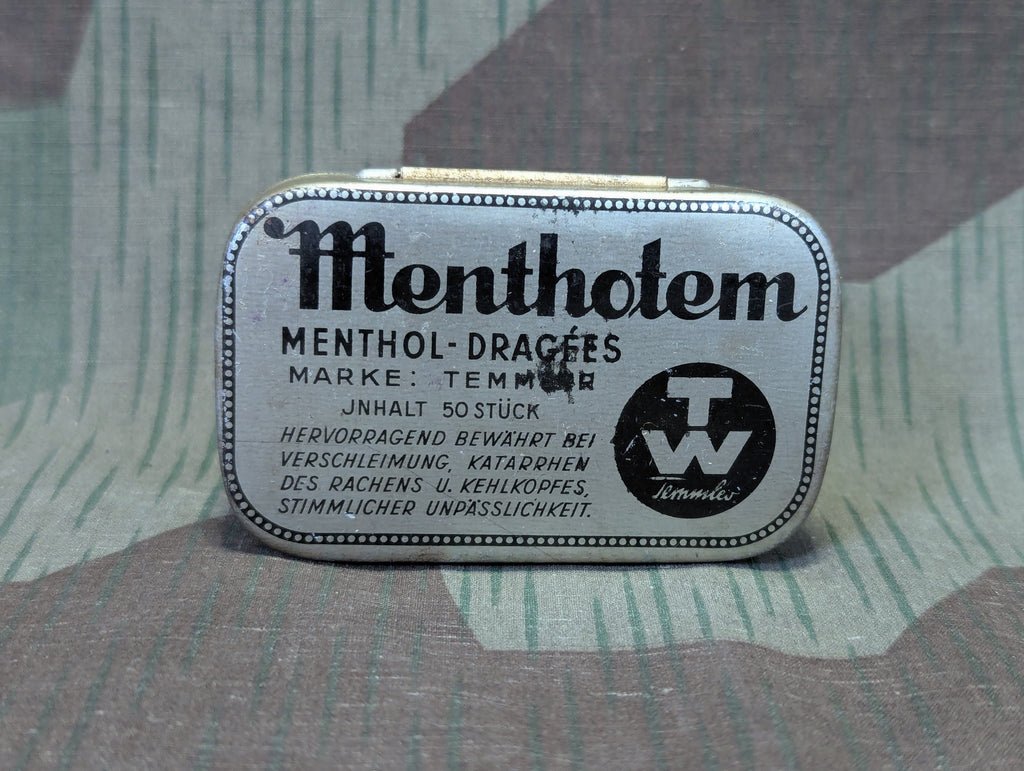 Menthotem
MENTHOL-DRAGÉES
MARKE: TEMMLER
JNHALT 50 STÜCK
HERVORRAGEND BEWÄHRT BEI
VERSCHLEIMUNG, KATARRHEN
DES RACHENS U. KEHLKOPFES,
STIMMLICHER UNPÄSSLICHKEIT.
T
W
Temmler